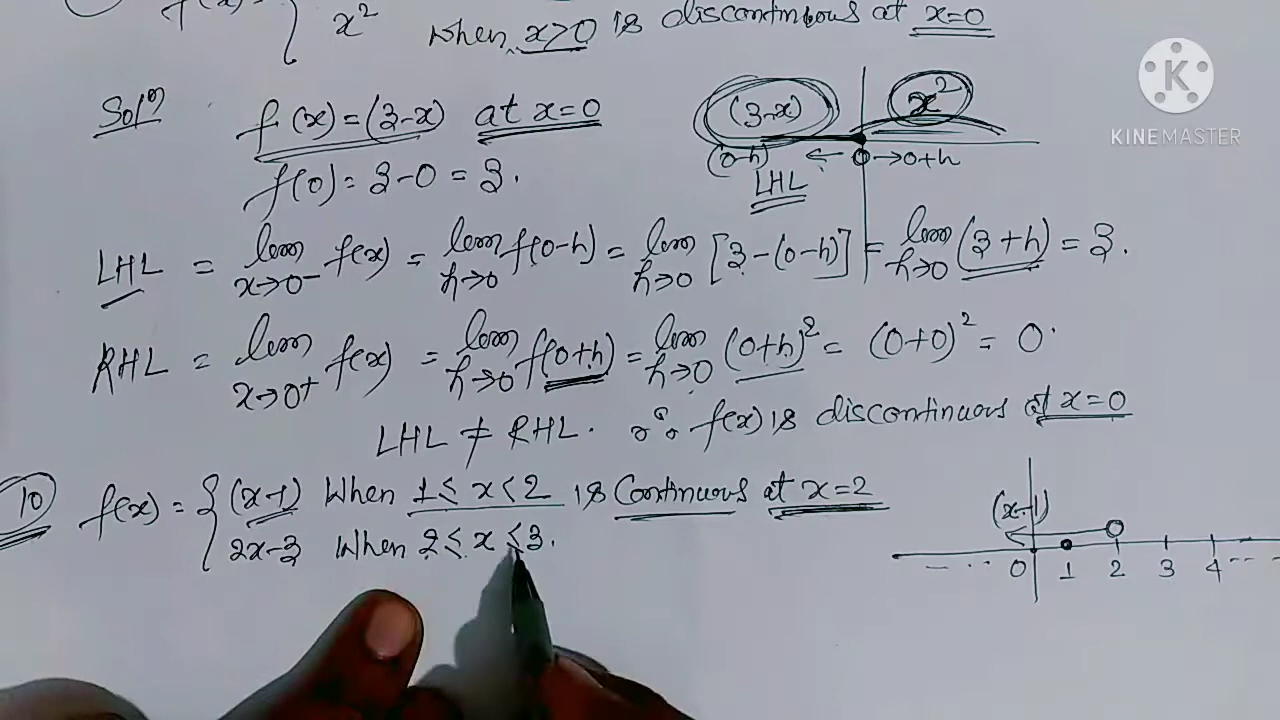 f(x) = {
x² when x>0 is discontinuous at x=0
Solⁿ f(x) = (3-x) at x=0
(3-x) x²
f(0) = 3-0 = 3.
(0-h) ← 0 → 0+h
LHL
LHL = lim x→0⁻ f(x) = lim h→0 f(0-h) = lim h→0 [3-(0-h)] = lim h→0 (3+h) = 3.
RHL = lim x→0+ f(x) = lim h→0 f(0+h) = lim h→0 (0+h)² = (0+0)² = 0.
LHL ≠ RHL. ∴ f(x) is discontinuous at x=0
10 f(x) = { (x-1) When 1 ≤ x < 2 is Continuous at x=2
2x-3 When 2 ≤ x ≤ 3.
(x-1)
0 1 2 3 4
KINEMASTER